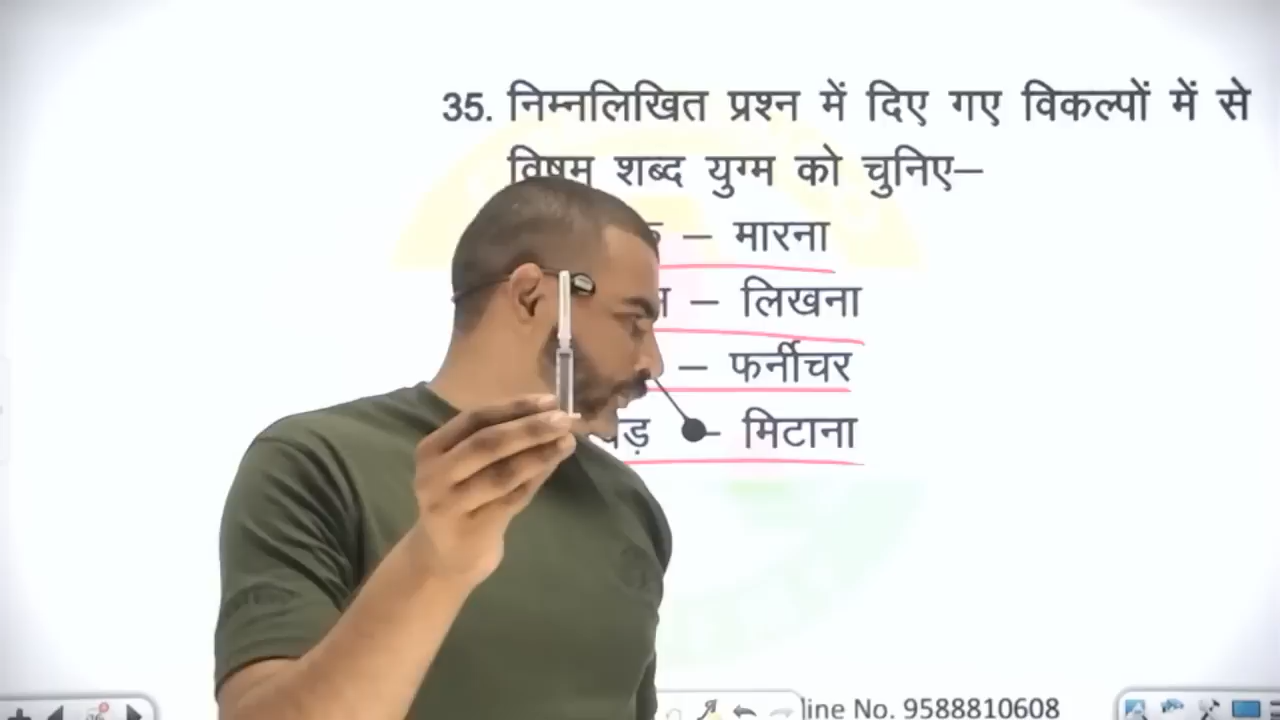 35. निम्नलिखित प्रश्न में दिए गए विकल्पों में से
विषम शब्द युग्म को चुनिए–
– मारना
– लिखना
– फर्नीचर
– मिटाना
line No. 9588810608